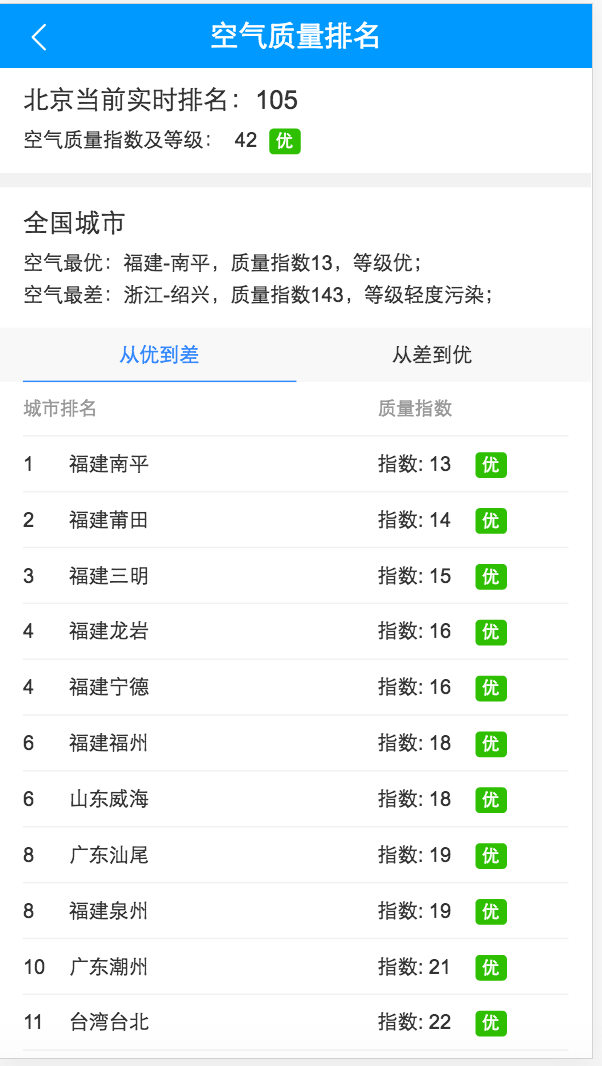 空气质量排名
北京当前实时排名：105
空气质量指数及等级： 42 优
全国城市
空气最优：福建-南平，质量指数13，等级优；
空气最差：浙江-绍兴，质量指数143，等级轻度污染；
从优到差 从差到优
城市排名 质量指数
1 福建南平 指数: 13 优
2 福建莆田 指数: 14 优
3 福建三明 指数: 15 优
4 福建龙岩 指数: 16 优
4 福建宁德 指数: 16 优
6 福建福州 指数: 18 优
6 山东威海 指数: 18 优
8 广东汕尾 指数: 19 优
8 福建泉州 指数: 19 优
10 广东潮州 指数: 21 优
11 台湾台北 指数: 22 优